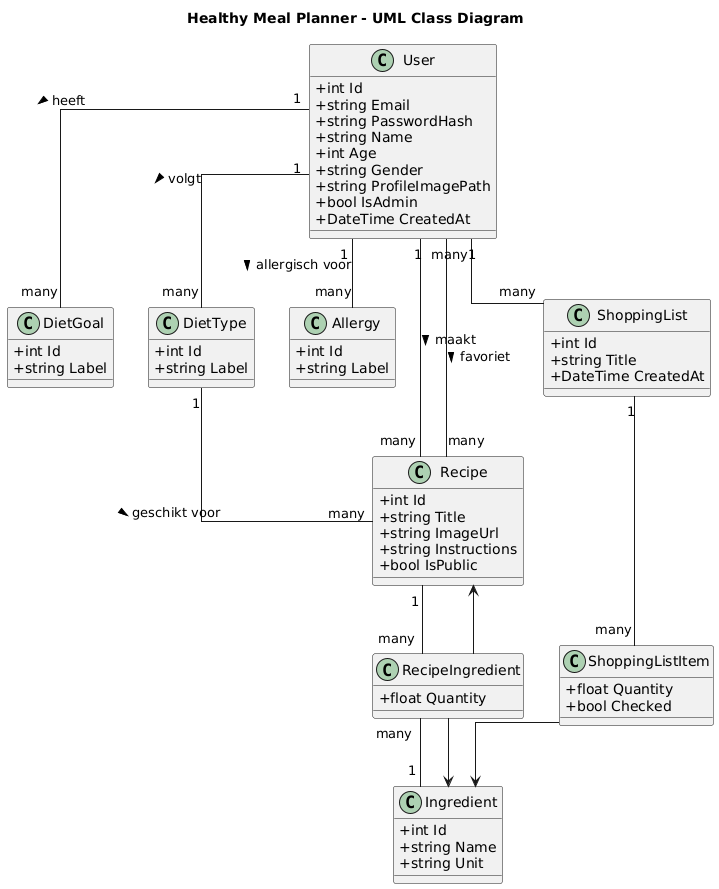 Healthy Meal Planner - UML Class Diagram
C User
+int Id
+string Email
+string PasswordHash
+string Name
+int Age
+string Gender
+string ProfileImagePath
+bool IsAdmin
+DateTime CreatedAt
heeft
1
volgt
1
allergisch voor
1
1
many
1
many
many
many
many
C DietGoal
+int Id
+string Label
C DietType
+int Id
+string Label
C Allergy
+int Id
+string Label
C ShoppingList
+int Id
+string Title
+DateTime CreatedAt
maakt
favoriet
1
1
many
many
geschikt voor
many
C Recipe
+int Id
+string Title
+string ImageUrl
+string Instructions
+bool IsPublic
1
many
many
C RecipeIngredient
+float Quantity
C ShoppingListItem
+float Quantity
+bool Checked
many
1
C Ingredient
+int Id
+string Name
+string Unit